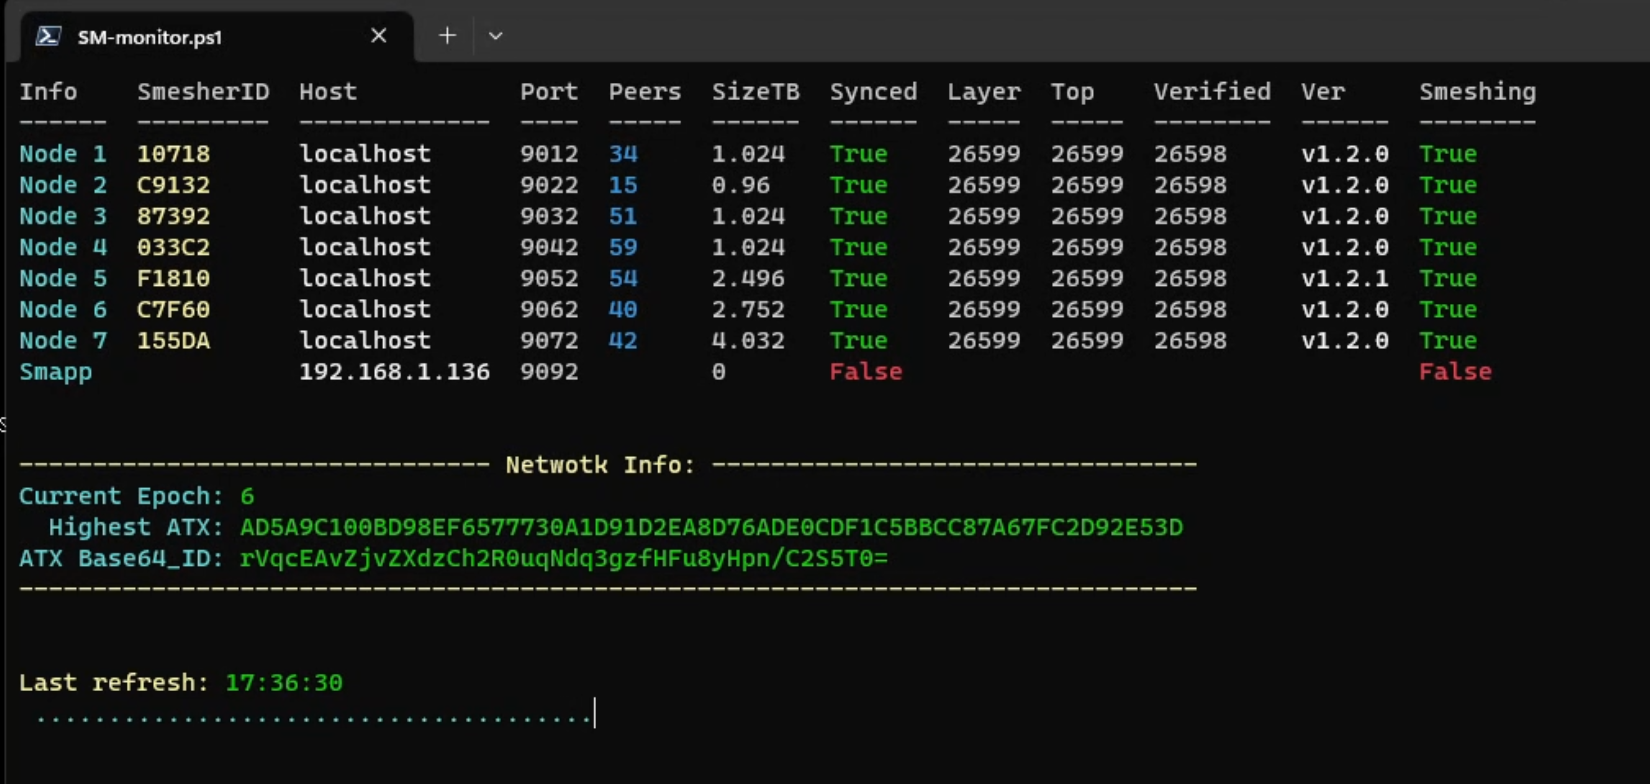 SM-monitor.ps1
Info SmesherID Host Port Peers SizeTB Synced Layer Top Verified Ver Smeshing
------ --------- ------------- ---- ----- ------ ------ ----- ----- -------- ------ --------
Node 1 10718 localhost 9012 34 1.024 True 26599 26599 26598 v1.2.0 True
Node 2 C9132 localhost 9022 15 0.96 True 26599 26599 26598 v1.2.0 True
Node 3 87392 localhost 9032 51 1.024 True 26599 26599 26598 v1.2.0 True
Node 4 033C2 localhost 9042 59 1.024 True 26599 26599 26598 v1.2.0 True
Node 5 F1810 localhost 9052 54 2.496 True 26599 26599 26598 v1.2.1 True
Node 6 C7F60 localhost 9062 40 2.752 True 26599 26599 26598 v1.2.0 True
Node 7 155DA localhost 9072 42 4.032 True 26599 26599 26598 v1.2.0 True
Smapp 192.168.1.136 9092 0 False False
-------------------------------- Netwotk Info: ---------------------------------
Current Epoch: 6
Highest ATX: AD5A9C100BD98EF6577730A1D91D2EA8D76ADE0CDF1C5BBCC87A67FC2D92E53D
ATX Base64_ID: rVqcEAvZjvZXdzCh2R0uqNdq3gzfHFu8yHpn/C2S5T0=
--------------------------------------------------------------------------------
Last refresh: 17:36:30
......................................